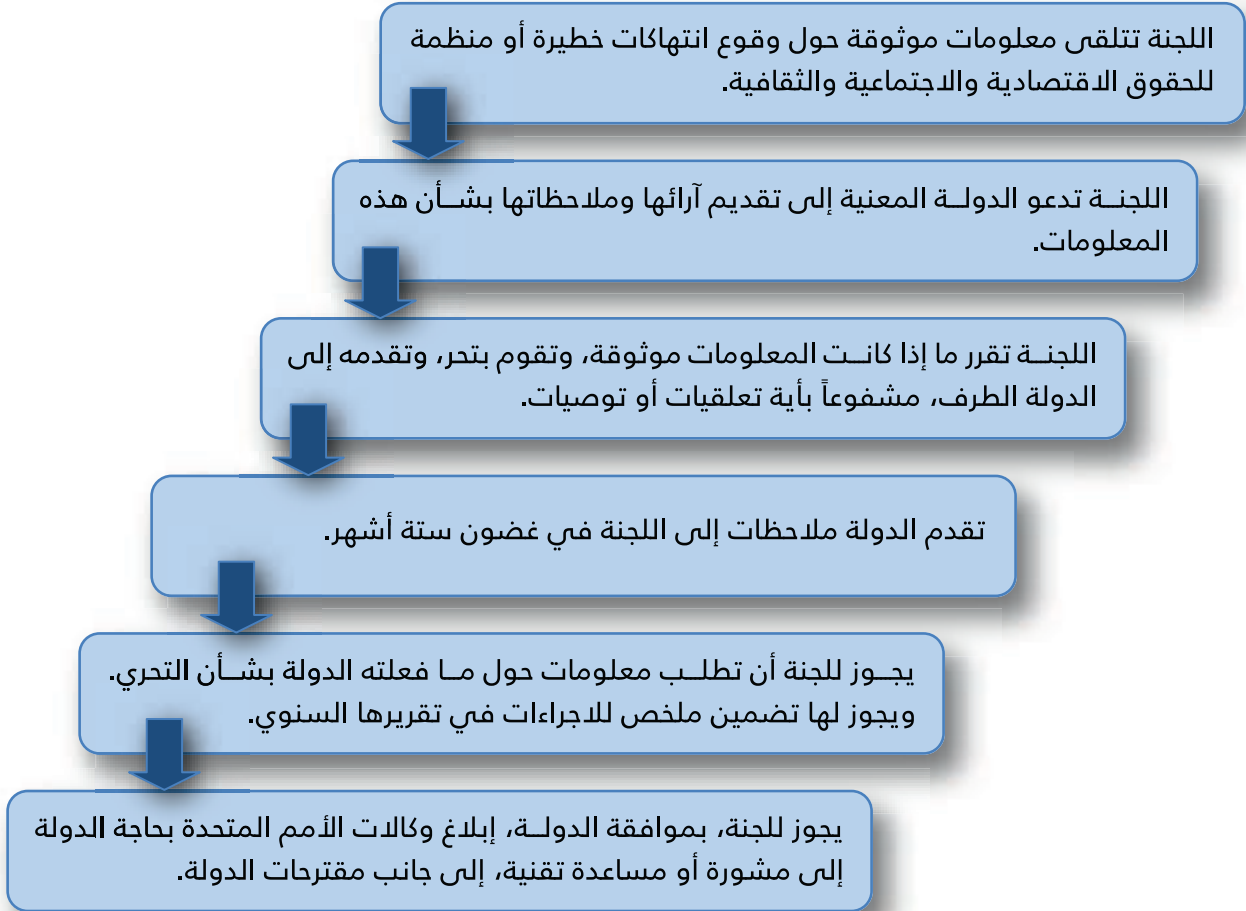 اللجنة تتلقى معلومات موثوقة حول وقوع انتهاكات خطيرة أو منظمة
للحقوق الاقتصادية والاجتماعية والثقافية.
اللجنــة تدعو الدولــة المعنية إلى تقديم آرائها وملاحظاتها بشــأن هذه
المعلومات.
اللجنــة تقرر ما إذا كانــت المعلومات موثوقة، وتقوم بتحر، وتقدمه إلى
الدولة الطرف، مشفوعاً بأية تعلقيات أو توصيات.
تقدم الدولة ملاحظات إلى اللجنة في غضون ستة أشهر.
يجــوز للجنة أن تطلــب معلومات حول مــا فعلته الدولة بشــأن التحري.
ويجوز لها تضمين ملخص للاجراءات في تقريرها السنوي.
يجوز للجنة، بموافقة الدولــة، إبلاغ وكالات الأمم المتحدة بحاجة الدولة
إلى مشورة أو مساعدة تقنية، إلى جانب مقترحات الدولة.